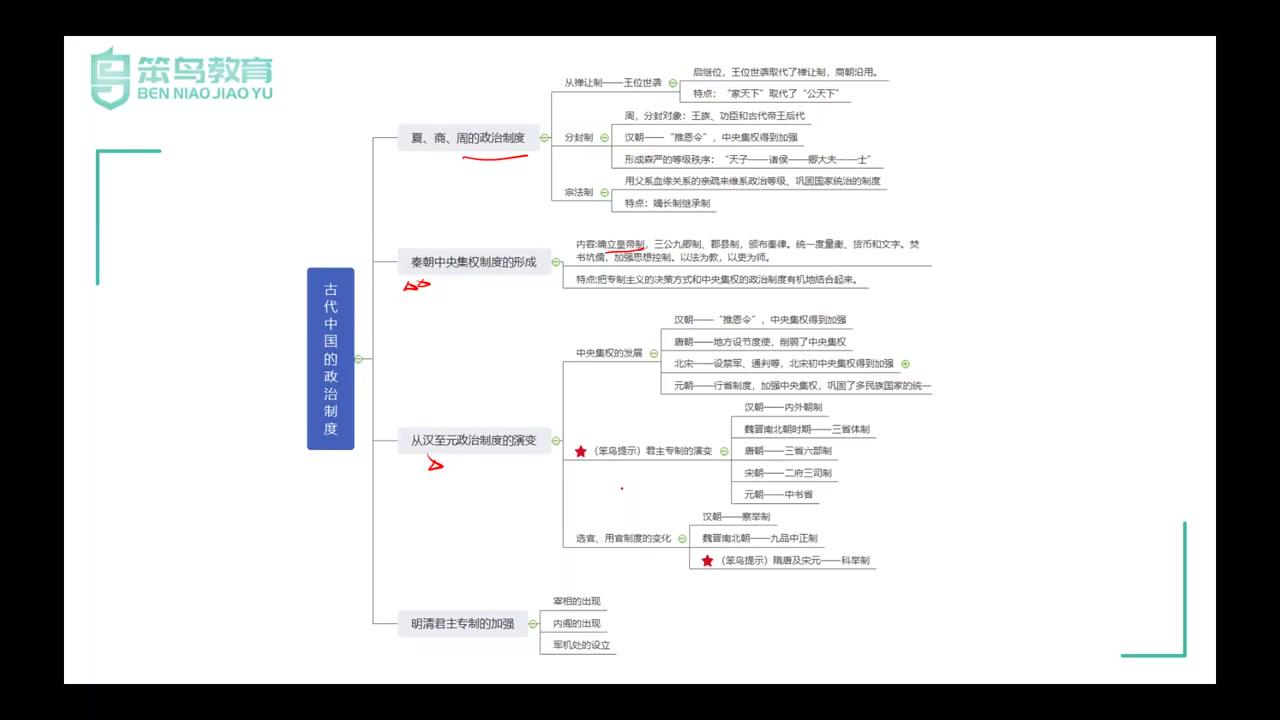 笨鸟教育
BEN NIAO JIAO YU
古代中国的政治制度
夏、商、周的政治制度
从禅让制——王位世袭
启继位，王位世袭取代了禅让制，商朝沿用。
特点：“家天下”取代了“公天下”
分封制
周，分封对象：王族、功臣和古代帝王后代
汉朝——“推恩令”，中央集权得到加强
形成森严的等级秩序：“天子——诸侯——卿大夫——士”
宗法制
用父系血缘关系的亲疏来维系政治等级、巩固国家统治的制度
特点：嫡长制继承制
秦朝中央集权制度的形成
内容:确立皇帝制，三公九卿制、郡县制，颁布秦律。统一度量衡、货币和文字。焚
书坑儒，加强思想控制。以法为教，以吏为师。
特点:把专制主义的决策方式和中央集权的政治制度有机地结合起来。
从汉至元政治制度的演变
中央集权的发展
汉朝——“推恩令”，中央集权得到加强
唐朝——地方设节度使，削弱了中央集权
北宋——设禁军、通判等，北宋初中央集权得到加强
元朝——行省制度，加强中央集权，巩固了多民族国家的统一
（笨鸟提示）君主专制的演变
汉朝——内外朝制
魏晋南北朝时期——三省体制
唐朝——三省六部制
宋朝——二府三司制
元朝——中书省
选官、用官制度的变化
汉朝——察举制
魏晋南北朝——九品中正制
（笨鸟提示）隋唐及宋元——科举制
明清君主专制的加强
宰相的出现
内阁的出现
军机处的设立